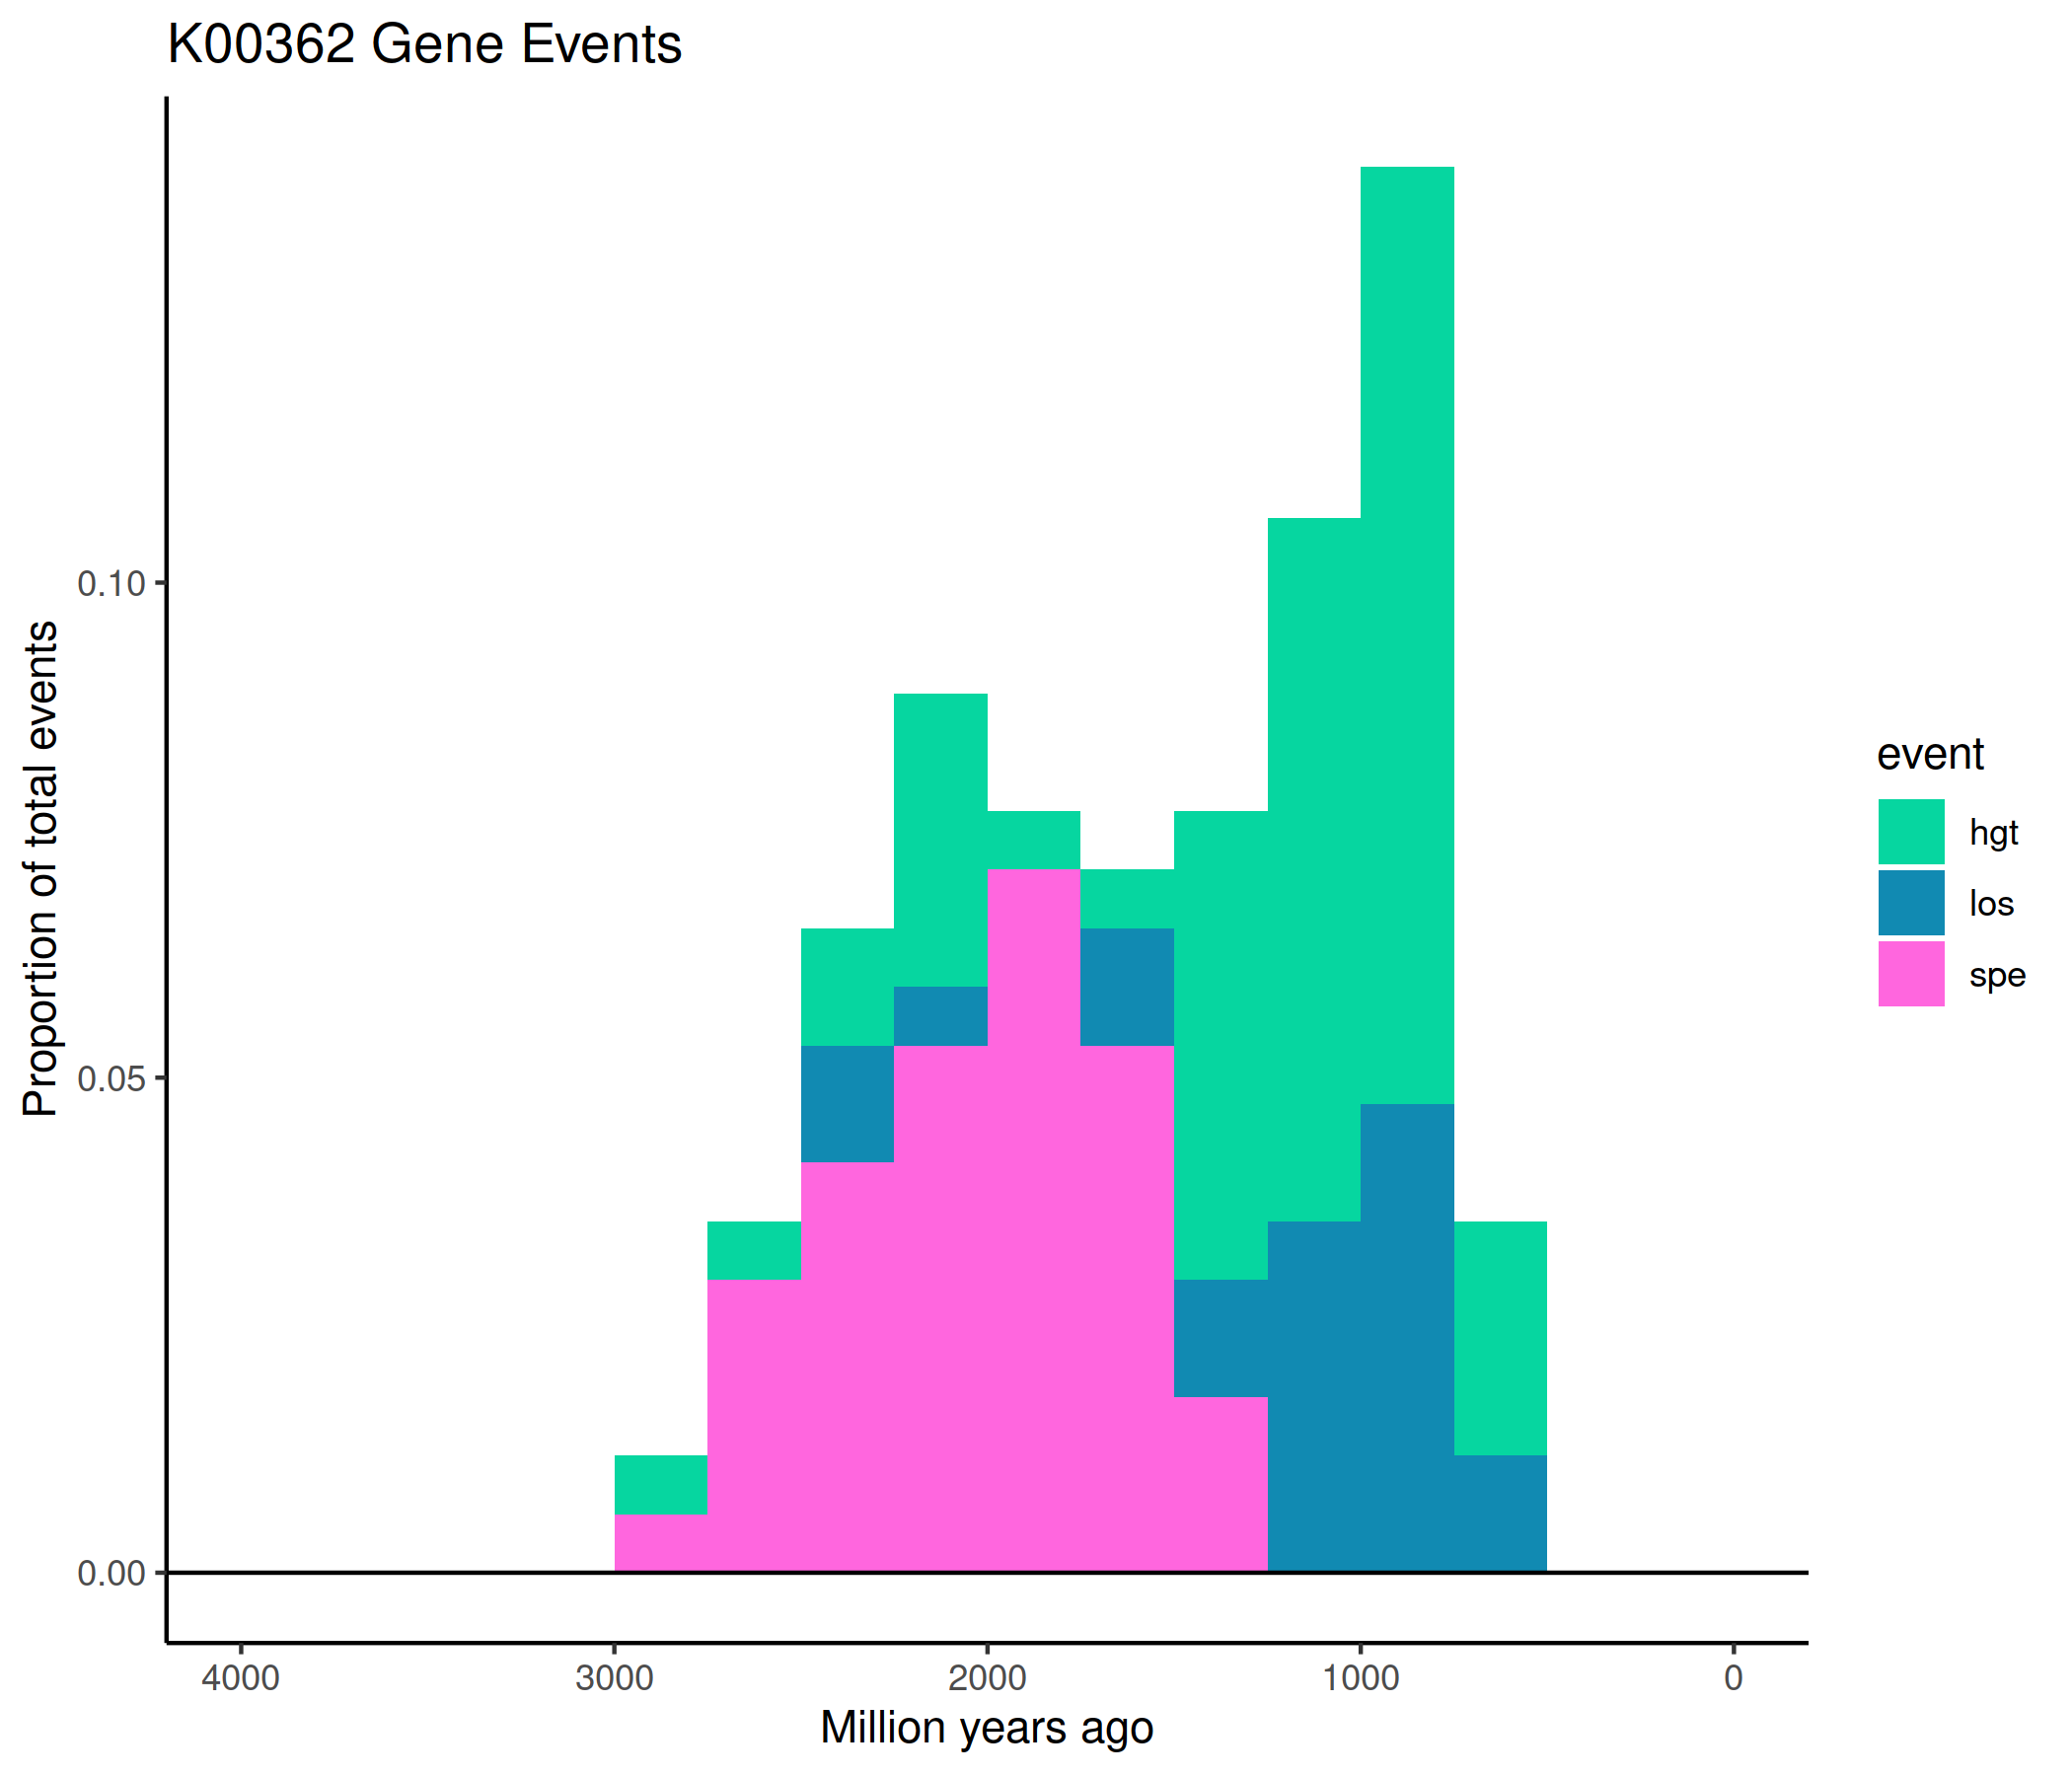 K00362 Gene Events
Proportion of total events
0.10
0.05
0.00
4000 3000 2000 1000 0
Million years ago
event
hgt
los
spe